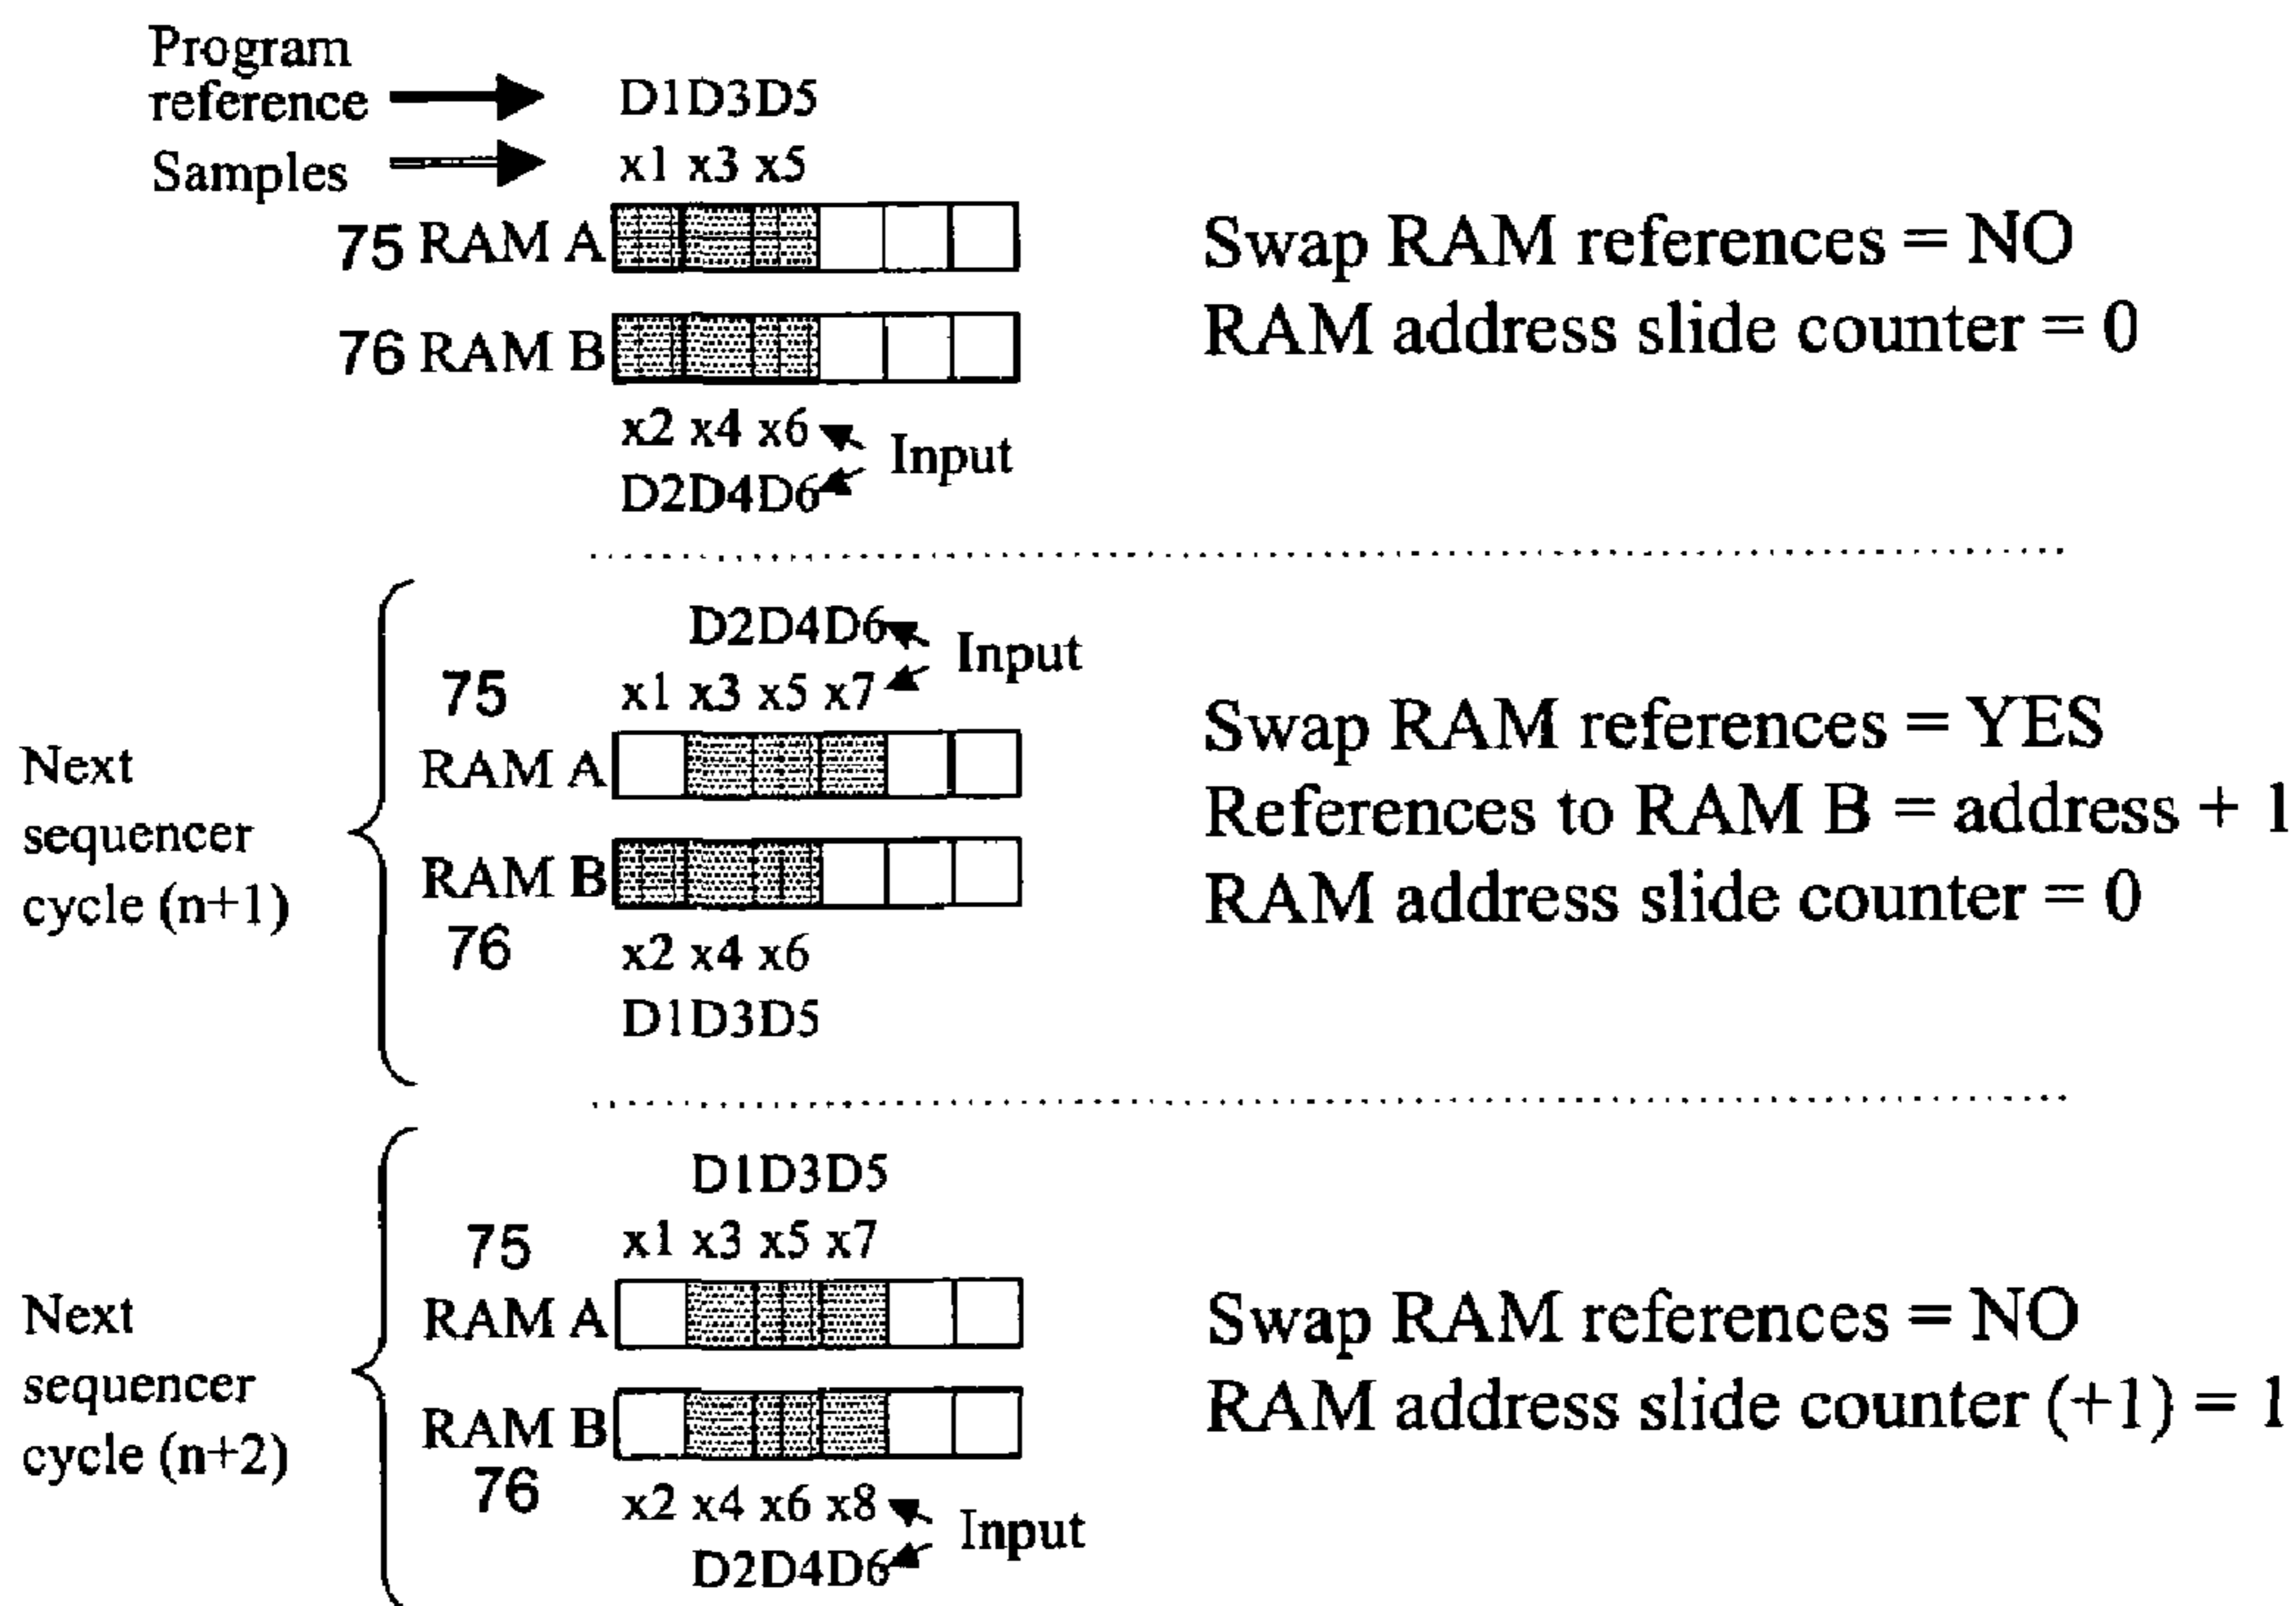 Program
reference
D1D3D5
Samples
x1 x3 x5
75 RAM A
Swap RAM references = NO
76 RAM B
RAM address slide counter = 0
x2 x4 x6
Input
D2D4D6
D2D4D6
Input
75
x1 x3 x5 x7
Swap RAM references = YES
Next
sequencer
cycle (n+1)
RAM A
References to RAM B = address + 1
RAM B
RAM address slide counter = 0
76
x2 x4 x6
D1D3D5
D1D3D5
75
x1 x3 x5 x7
Next
sequencer
cycle (n+2)
RAM A
Swap RAM references = NO
RAM B
RAM address slide counter (+1) = 1
76
x2 x4 x6 x8
Input
D2D4D6